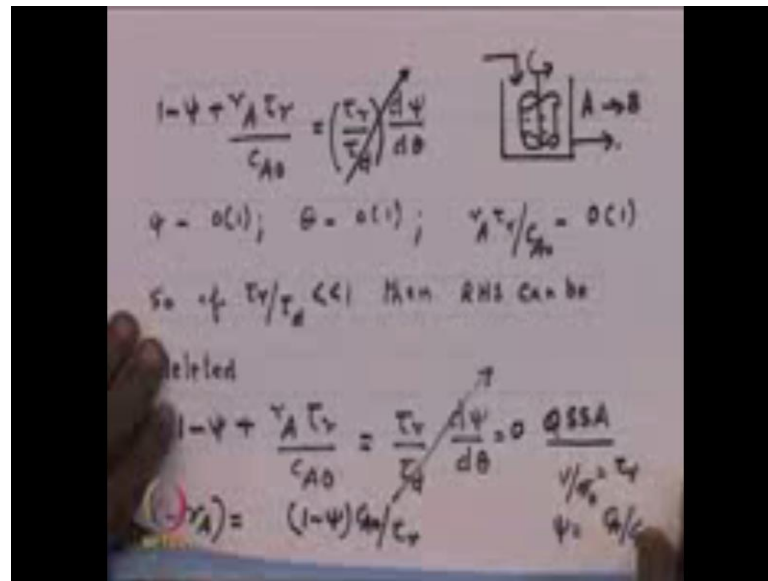 1-ψ + r_A τ_r / C_A0 = (τ_r / τ_d) dψ/dθ
A → B
ψ - O(1); θ = O(1); r_A τ_r / C_A0 - O(1)
So if τ_r/τ_d <<1 then RHS can be
deleted
1-ψ + r_A τ_r / C_A0 = τ_r / τ_d dψ/dθ = 0 QSSA
(-r_A) = (1-ψ) C_A0/τ_r